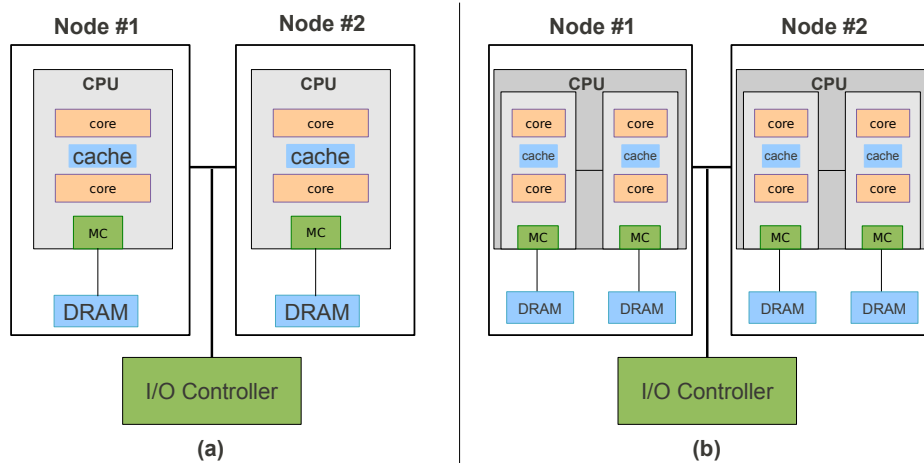 Node #1
Node #2
CPU
CPU
core
core
cache
cache
core
core
MC
MC
DRAM
DRAM
I/O Controller
(a)
Node #1
Node #2
CPU
CPU
core
core
core
core
cache
cache
cache
cache
core
core
core
core
MC
MC
MC
MC
DRAM
DRAM
DRAM
DRAM
I/O Controller
(b)